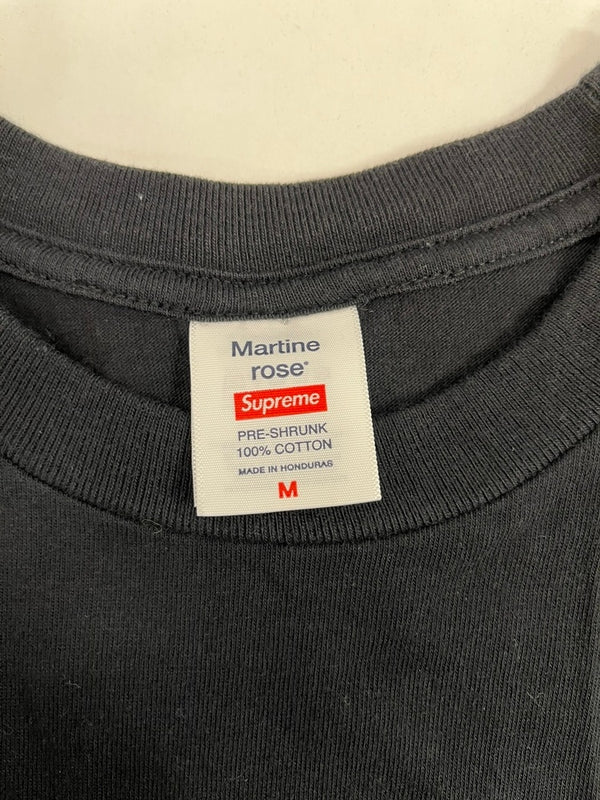 Martine
rose®
Supreme
PRE-SHRUNK
100% COTTON
MADE IN HONDURAS
M